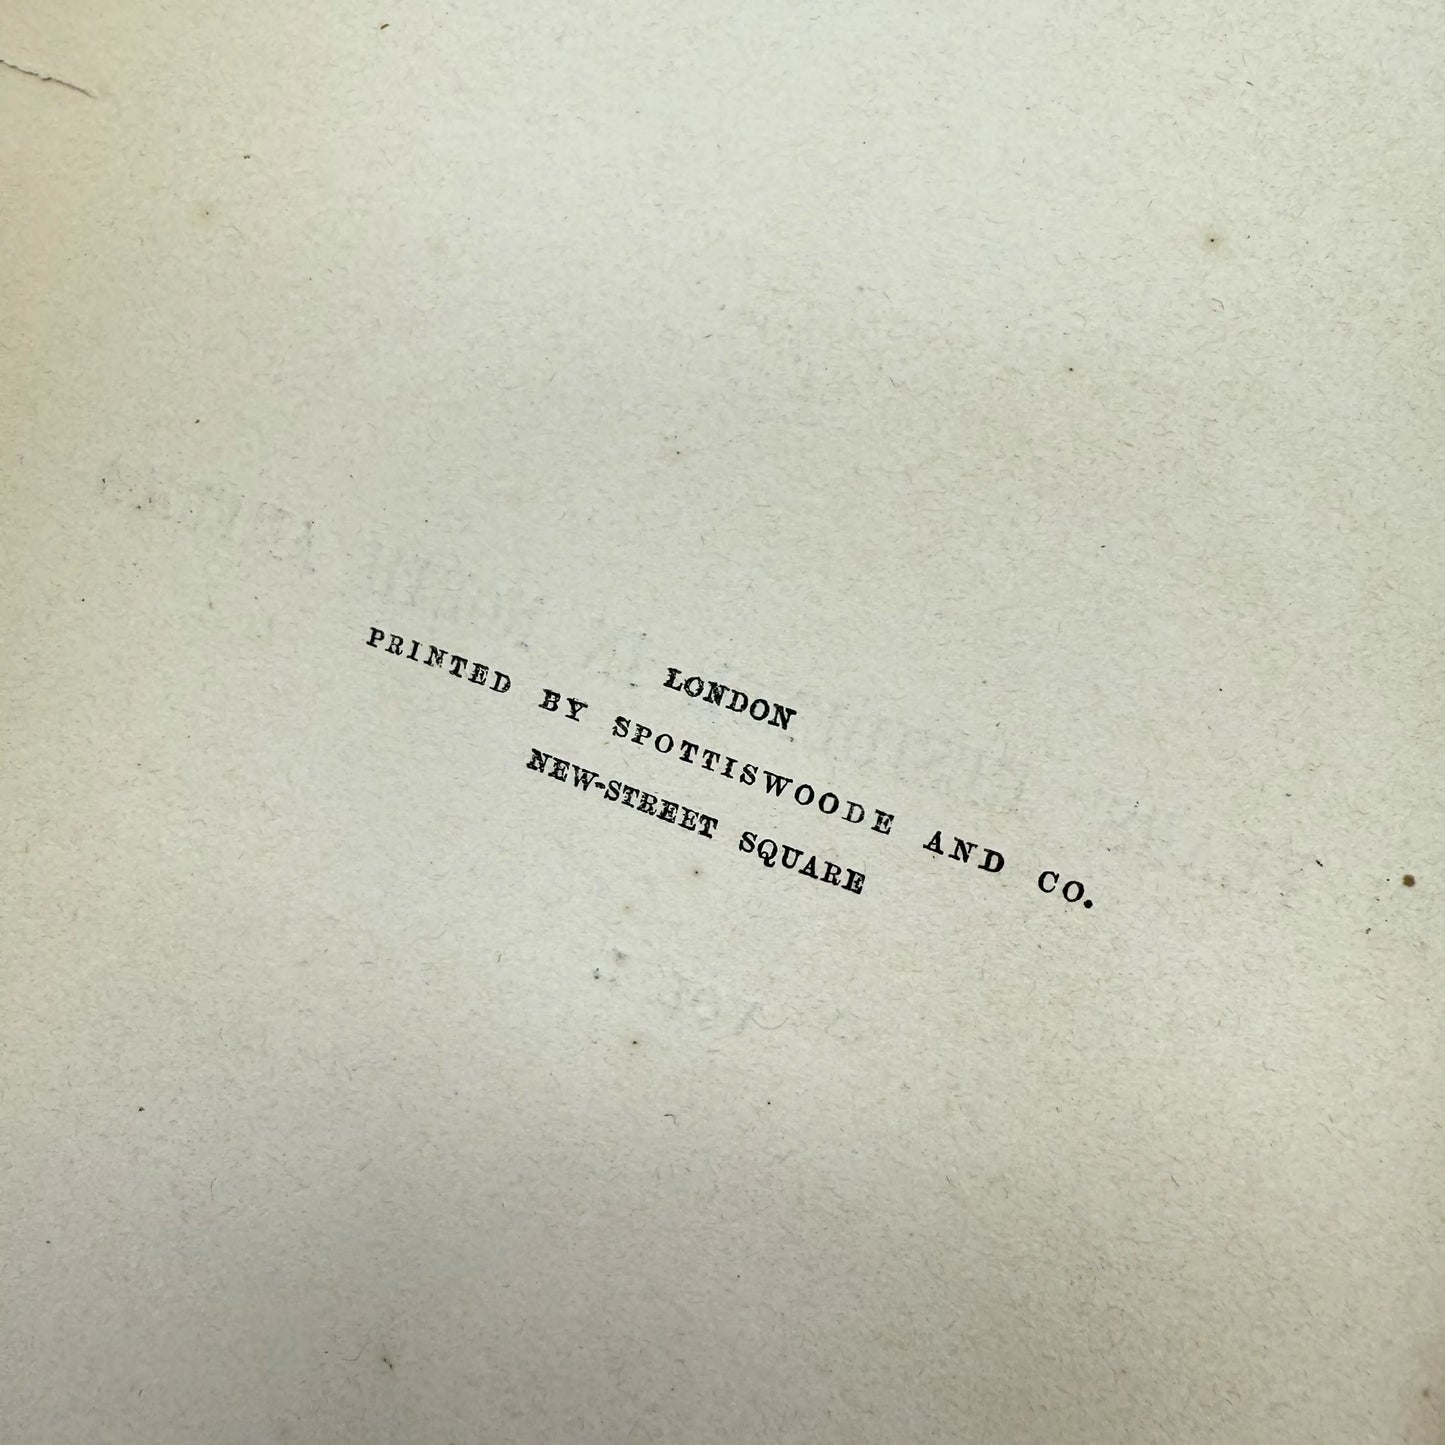 LONDON
PRINTED BY SPOTTISWOODE AND CO.
NEW-STREET SQUARE